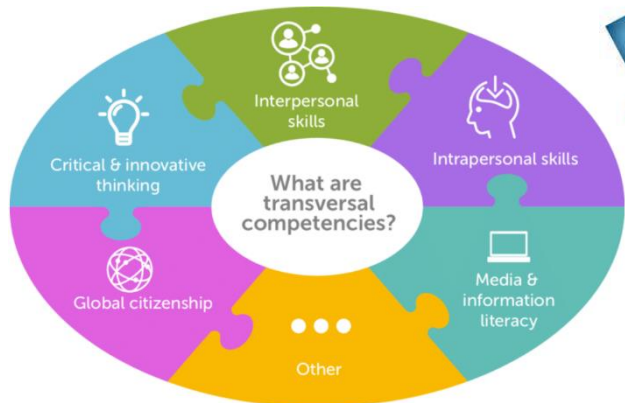 Interpersonal
skills
Critical & innovative
thinking
Intrapersonal skills
What are
transversal
competencies?
Global citizenship
Media &
information
literacy
Other